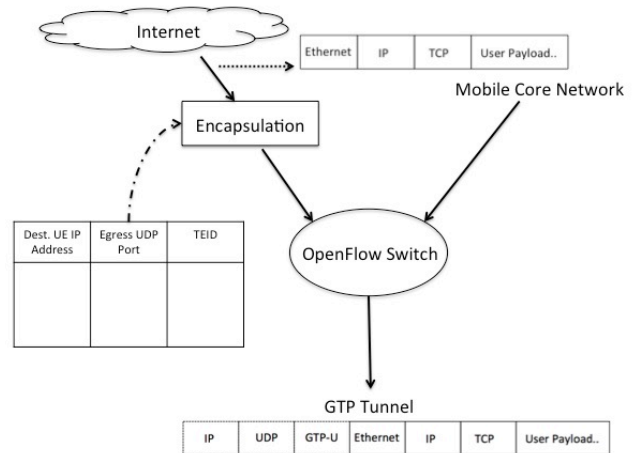 Internet
Ethernet IP TCP User Payload..
Mobile Core Network
Encapsulation
Dest. UE IP Address
Egress UDP Port
TEID
OpenFlow Switch
GTP Tunnel
IP UDP GTP-U Ethernet IP TCP User Payload..